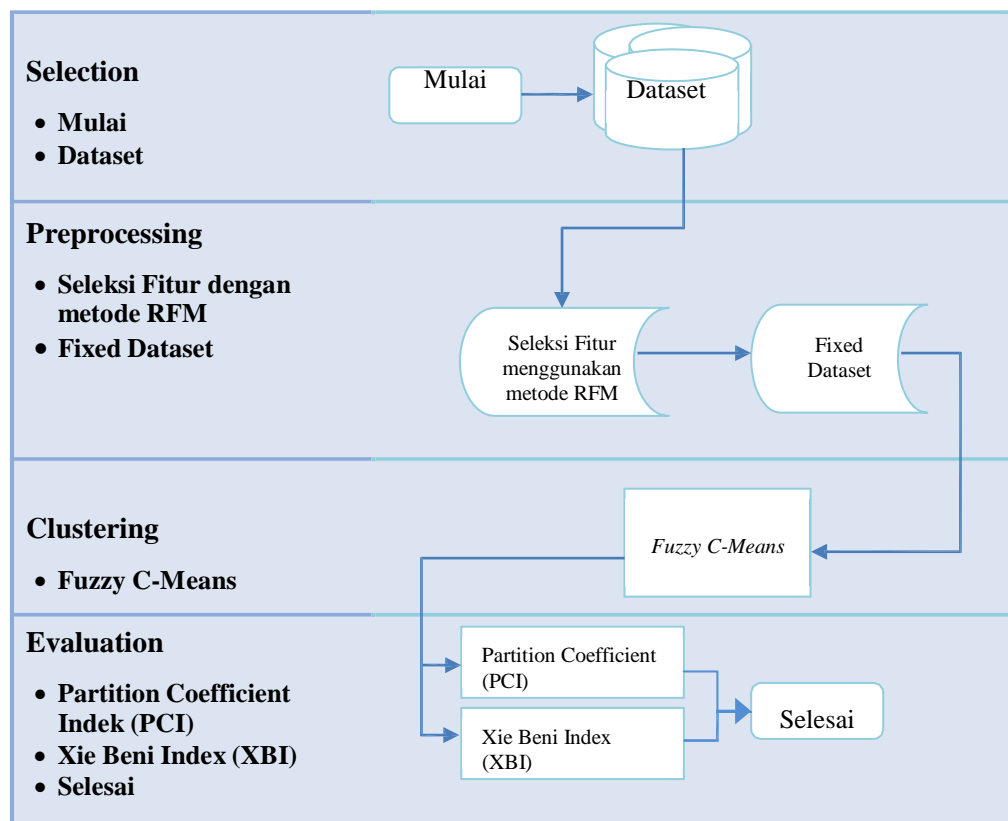 Selection
• Mulai
• Dataset
Mulai
Dataset
Preprocessing
• Seleksi Fitur dengan
metode RFM
• Fixed Dataset
Seleksi Fitur
menggunakan
metode RFM
Fixed
Dataset
Clustering
• Fuzzy C-Means
Fuzzy C-Means
Evaluation
• Partition Coefficient
Indek (PCI)
• Xie Beni Index (XBI)
• Selesai
Partition Coefficient
(PCI)
Xie Beni Index
(XBI)
Selesai